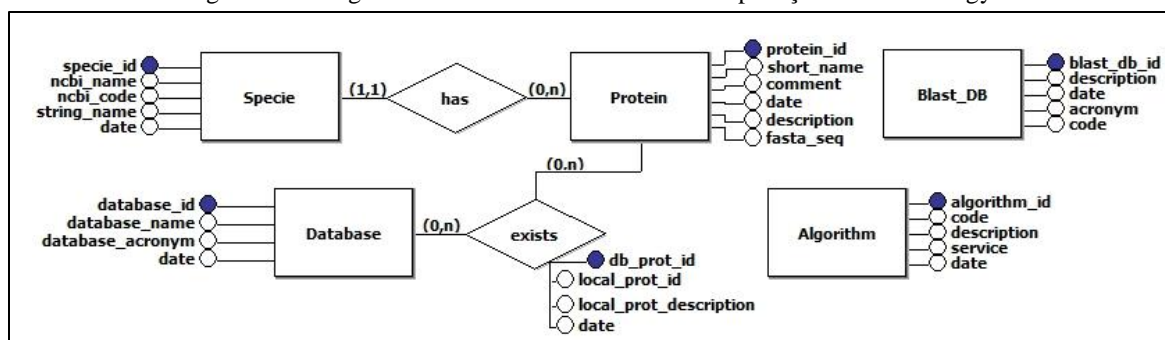 specie_id
ncbi_name
ncbi_code
string_name
date
Specie
(1,1)
has
(0,n)
Protein
protein_id
short_name
comment
date
description
fasta_seq
Blast_DB
blast_db_id
description
date
acronym
code
database_id
database_name
database_acronym
date
Database
(0,n)
(0.n)
exists
db_prot_id
local_prot_id
local_prot_description
date
Algorithm
algorithm_id
code
description
service
date